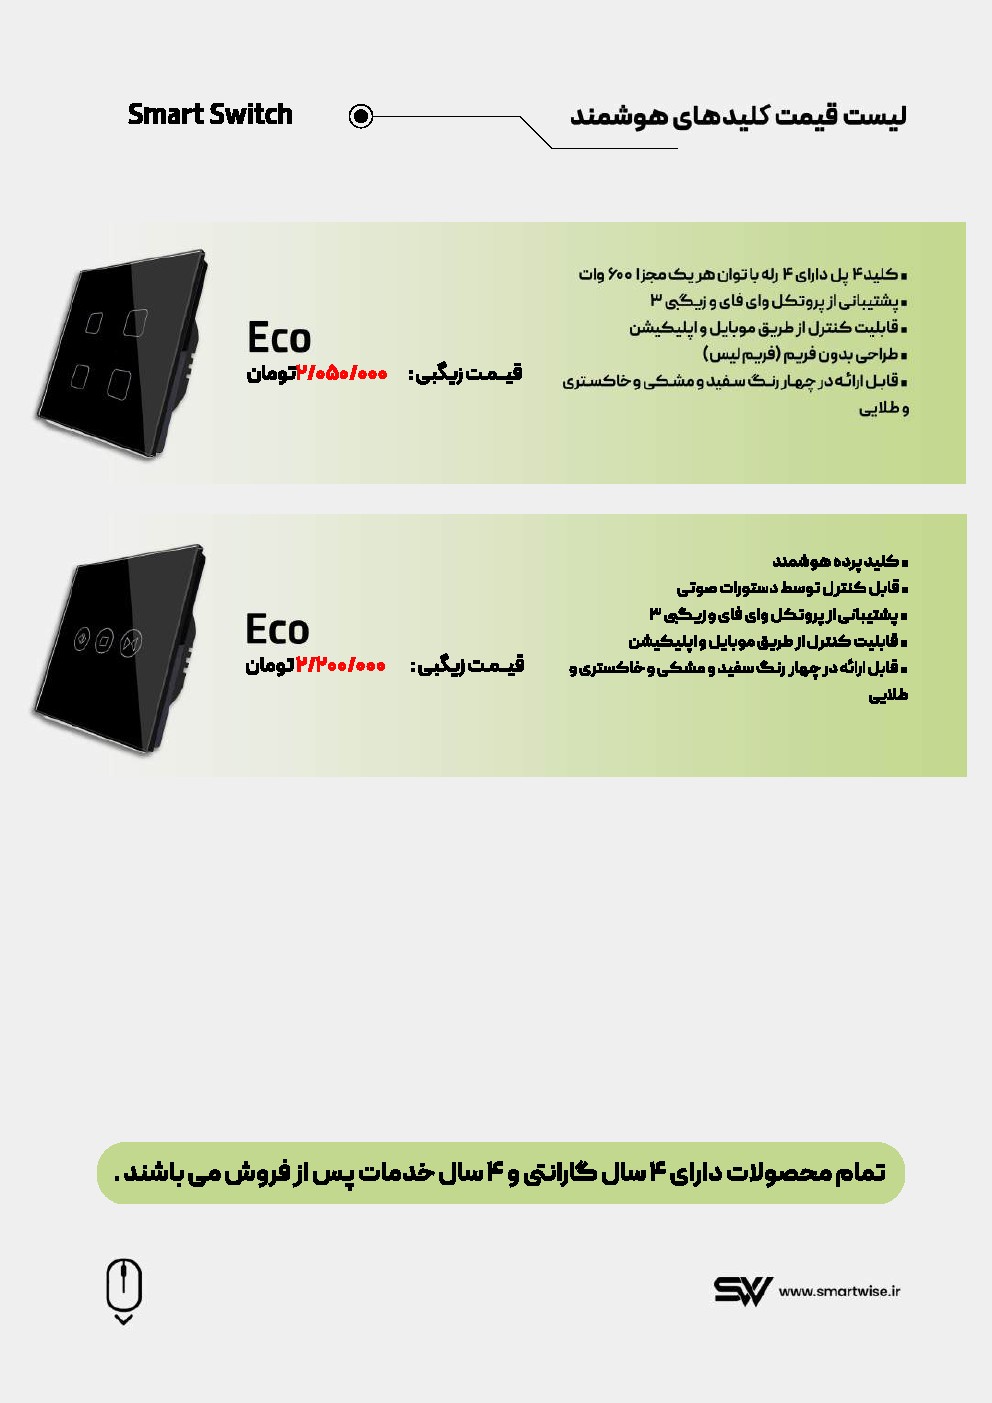 لیست قیمت کلیدهای هوشمند
Smart Switch
▪ کلید ۴ پل دارای ۴ رله با توان هر یک مجزا ۶۰۰ وات
▪ پشتیبانی از پروتکل وای فای و زیگبی ۳
▪ قابلیت کنترل از طریق موبایل و اپلیکیشن
▪ طراحی بدون فریم (فریم لیس)
▪ قابل ارائه در چهار رنگ سفید و مشکی و خاکستری
و طلایی
Eco
قیـمـت زیگبی : ۲/۰۵۰/۰۰۰ تومان
▪ کلید پرده هوشمند
▪ قابل کنترل توسط دستورات صوتی
▪ پشتیبانی از پروتکل وای فای و زیگبی ۳
▪ قابلیت کنترل از طریق موبایل و اپلیکیشن
▪ قابل ارائه در چهار رنگ سفید و مشکی و خاکستری و
طلایی
Eco
قیـمـت زیگبی : ۲/۲۰۰/۰۰۰ تومان
تمام محصولات دارای ۴ سال گارانتی و ۴ سال خدمات پس از فروش می باشند .
SW www.smartwise.ir